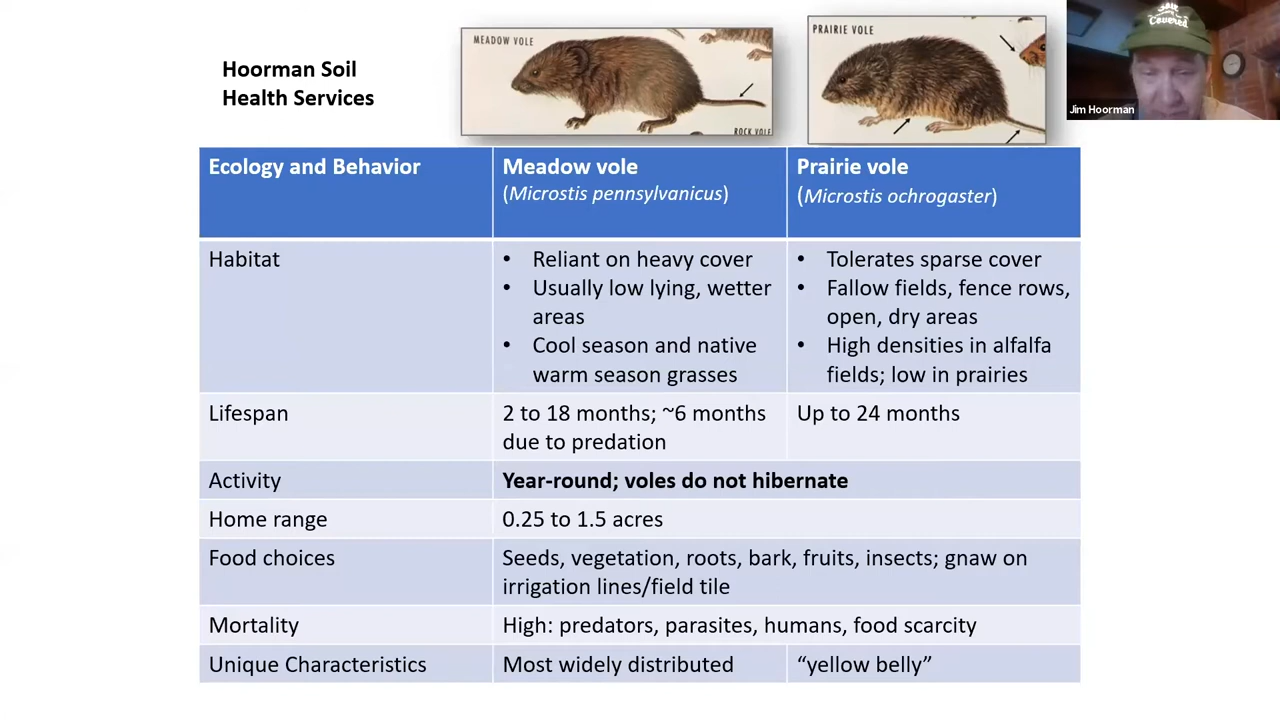 Hoorman Soil
Health Services
MEADOW VOLE
ROCK VOLE
PRAIRIE VOLE
Soil
Covered
Jim Hoorman
Ecology and Behavior
Meadow vole
(Microstis pennsylvanicus)
Prairie vole
(Microstis ochrogaster)
Habitat
• Reliant on heavy cover
• Usually low lying, wetter
areas
• Cool season and native
warm season grasses
• Tolerates sparse cover
• Fallow fields, fence rows,
open, dry areas
• High densities in alfalfa
fields; low in prairies
Lifespan
2 to 18 months; ~6 months
due to predation
Up to 24 months
Activity
Year-round; voles do not hibernate
Home range
0.25 to 1.5 acres
Food choices
Seeds, vegetation, roots, bark, fruits, insects; gnaw on
irrigation lines/field tile
Mortality
High: predators, parasites, humans, food scarcity
Unique Characteristics
Most widely distributed
“yellow belly”